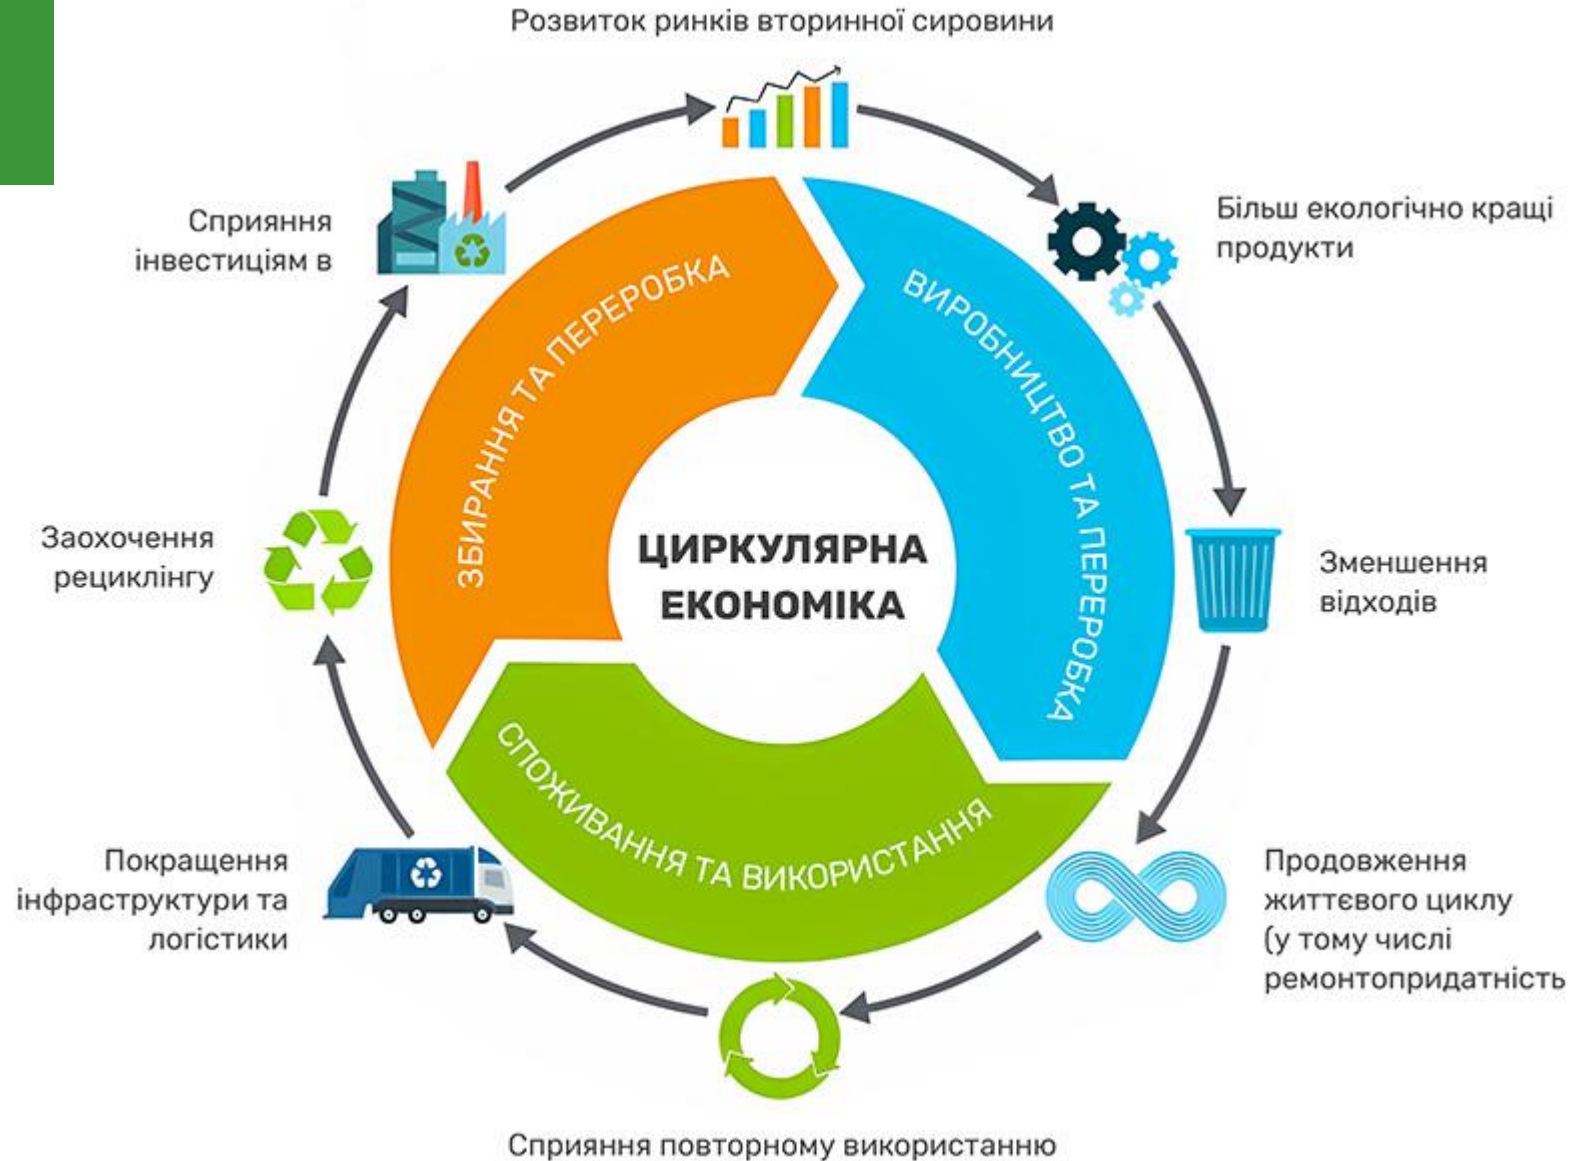 Розвиток ринків вторинної сировини
Більш екологічно кращі
продукти
Зменшення
відходів
Продовження
життєвого циклу
(у тому числі
ремонтопридатність
Сприяння повторному використанню
Покращення
інфраструктури та
логістики
Заохочення
рециклінгу
Сприяння
інвестиціям в
ЗБИРАННЯ ТА ПЕРЕРОБКА
ВИРОБНИЦТВО ТА ПЕРЕРОБКА
СПОЖИВАННЯ ТА ВИКОРИСТАННЯ
ЦИРКУЛЯРНА
ЕКОНОМІКА